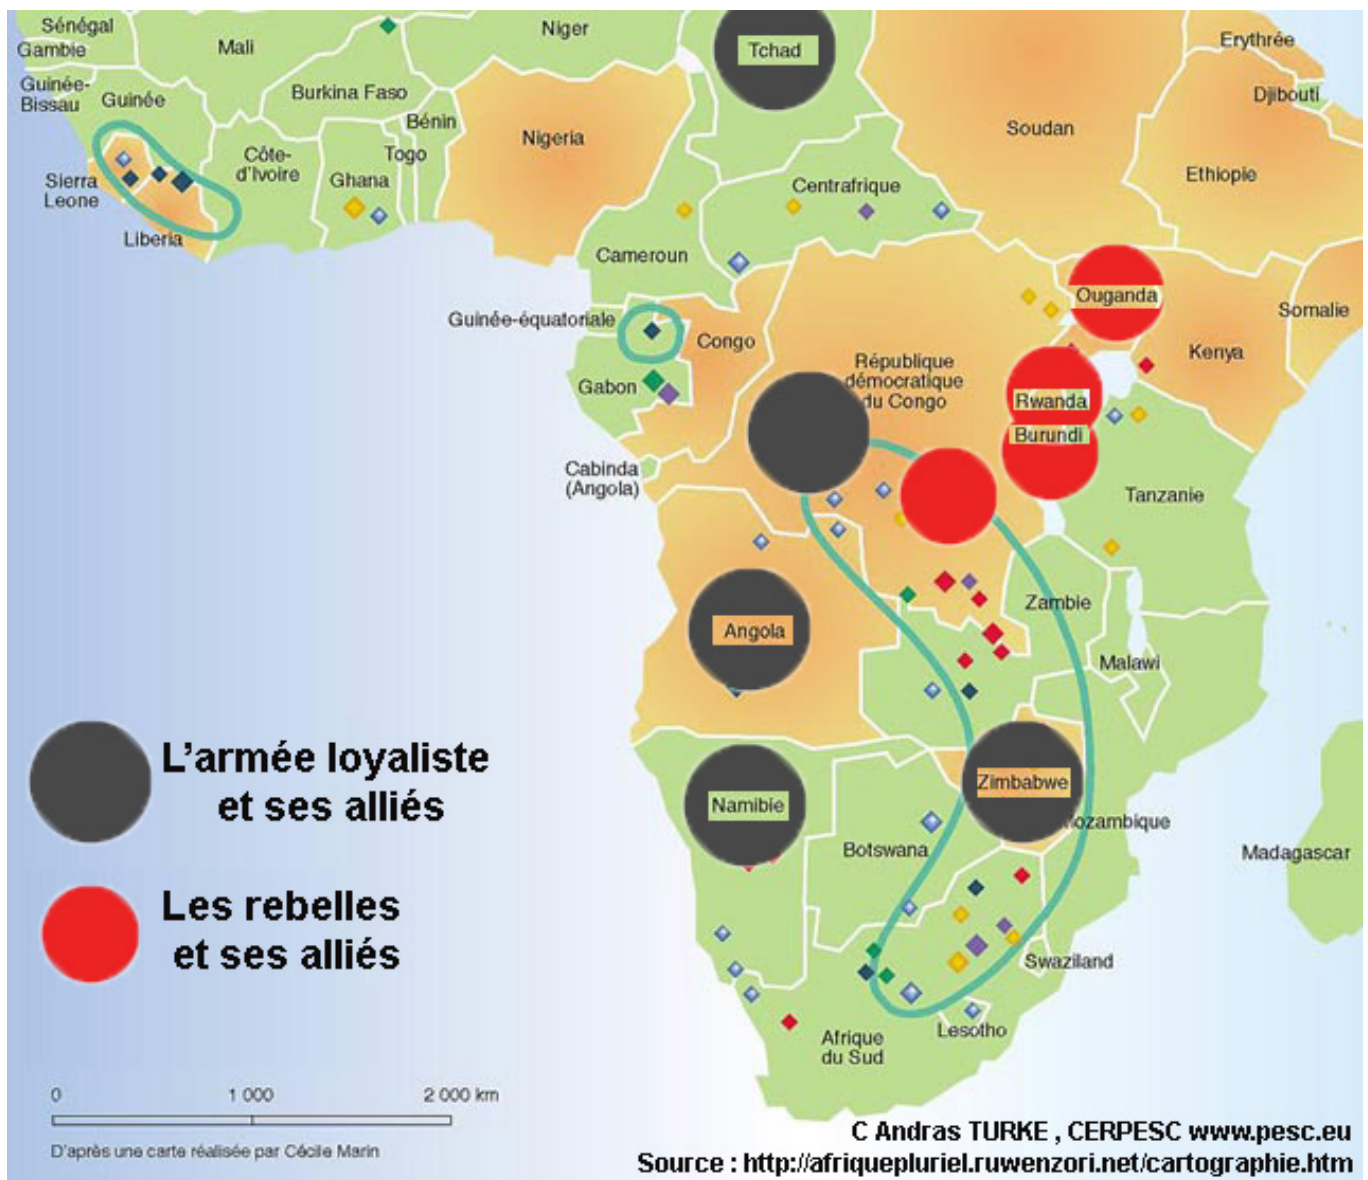 Sénégal
Gambie
Guinée-
Bissau
Guinée
Mali
Burkina Faso
Niger
Tchad
Erythrée
Djibouti
Soudan
Ethiopie
Nigeria
Bénin
Togo
Côte-
d'Ivoire
Ghana
Sierra
Leone
Liberia
Centrafrique
Cameroun
Guinée-équatoriale
Congo
Gabon
Ouganda
Somalie
Kenya
République
démocratique
du Congo
Rwanda
Burundi
Cabinda
(Angola)
Tanzanie
Zambie
Angola
Malawi
Zimbabwe
Namibie
Mozambique
Botswana
Madagascar
Swaziland
Lesotho
Afrique
du Sud
L'armée loyaliste
et ses alliés
Les rebelles
et ses alliés
0 1 000 2 000 km
D'après une carte réalisée par Cécile Marin
C Andras TURKE , CERPESC www.pesc.eu
Source : http://afriquepluriel.ruwenzori.net/cartographie.htm